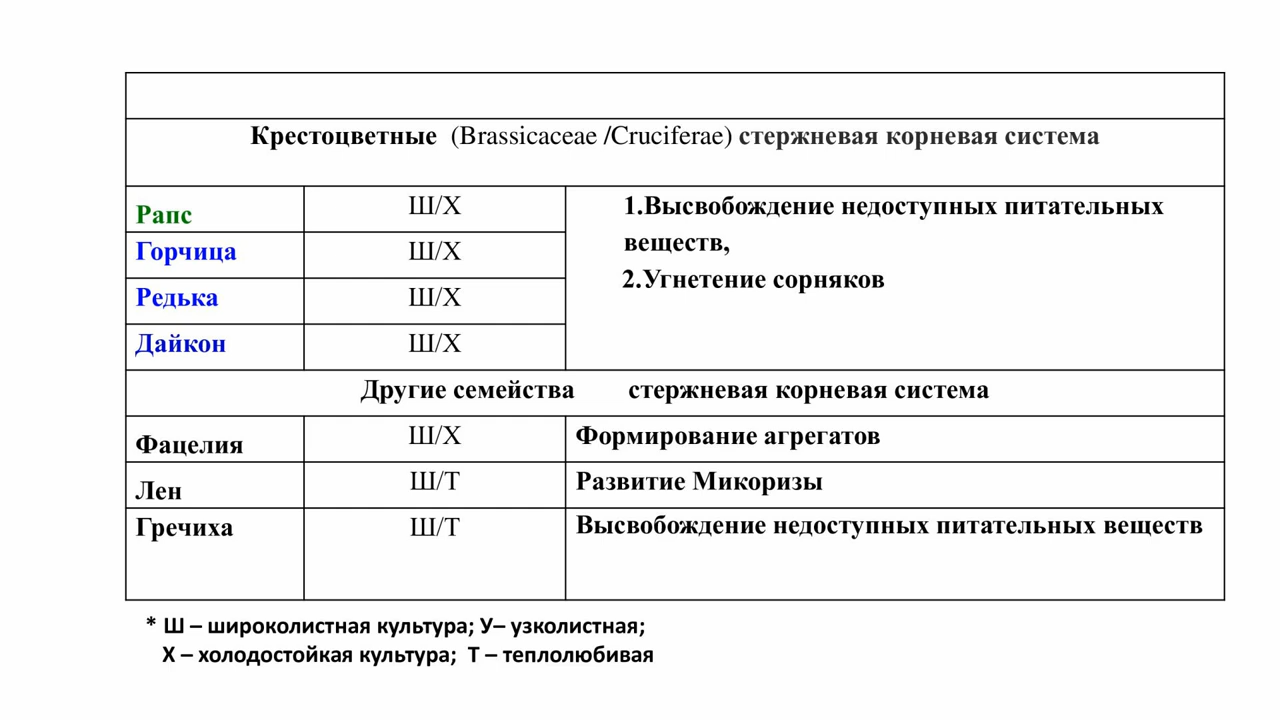 Крестоцветные (Brassicaceae /Cruciferae) стержневая корневая система
Рапс
Ш/Х
1.Высвобождение недоступных питательных
веществ,
2.Угнетение сорняков
Горчица
Ш/Х
Редька
Ш/Х
Дайкон
Ш/Х
Другие семейства стержневая корневая система
Фацелия
Ш/Х
Формирование агрегатов
Лен
Ш/Т
Развитие Микоризы
Гречиха
Ш/Т
Высвобождение недоступных питательных веществ
* Ш – широколистная культура; У– узколистная;
Х – холодостойкая культура; Т – теплолюбивая